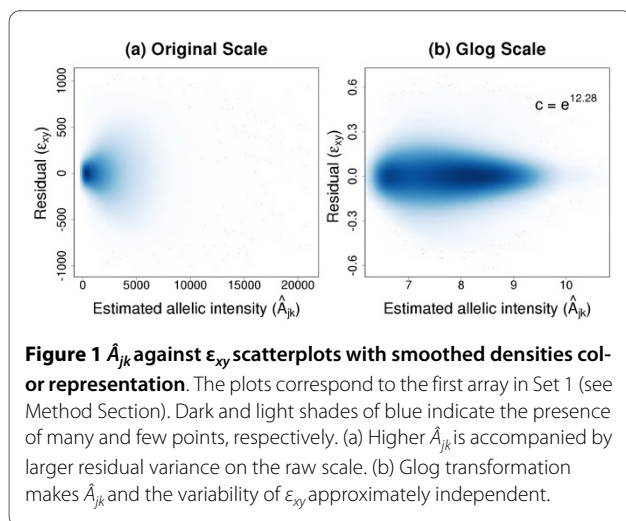 (a) Original Scale
(b) Glog Scale
Residual (εxy)
1000
500
0
-500
-1000
0 5000 10000 15000 20000
Estimated allelic intensity (Âjk)
Residual (εxy)
0.6
0.3
0.0
-0.3
-0.6
c = e^12.28
7 8 9 10
Estimated allelic intensity (Âjk)
Figure 1 Âjk against εxy scatterplots with smoothed densities col-
or representation. The plots correspond to the first array in Set 1 (see
Method Section). Dark and light shades of blue indicate the presence
of many and few points, respectively. (a) Higher Âjk is accompanied by
larger residual variance on the raw scale. (b) Glog transformation
makes Âjk and the variability of εxy approximately independent.